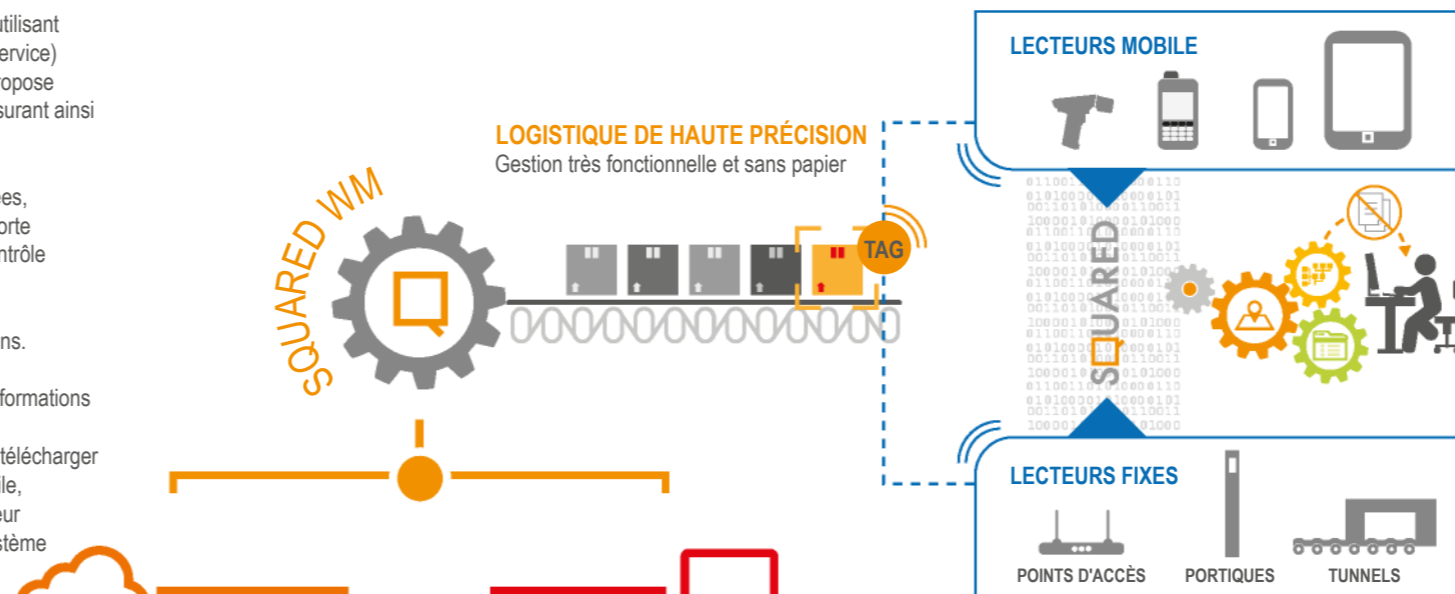 utilisant
ervice)
ropose
surant ainsi
es,
orte
ntrôle
ns.
formations
télécharger
ile,
eur
stème
SQUARED WM
LOGISTIQUE DE HAUTE PRÉCISION
Gestion très fonctionnelle et sans papier
TAG
LECTEURS MOBILE
SQUARED
LECTEURS FIXES
POINTS D'ACCÈS
PORTIQUES
TUNNELS